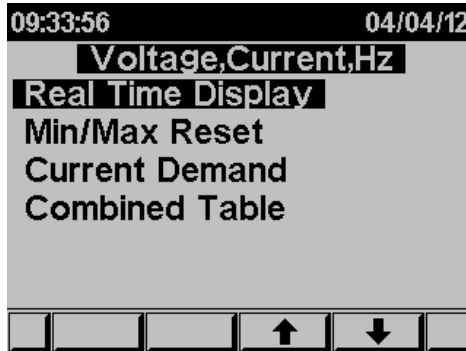 09:33:56 04/04/12
Voltage,Current,Hz
Real Time Display
Min/Max Reset
Current Demand
Combined Table